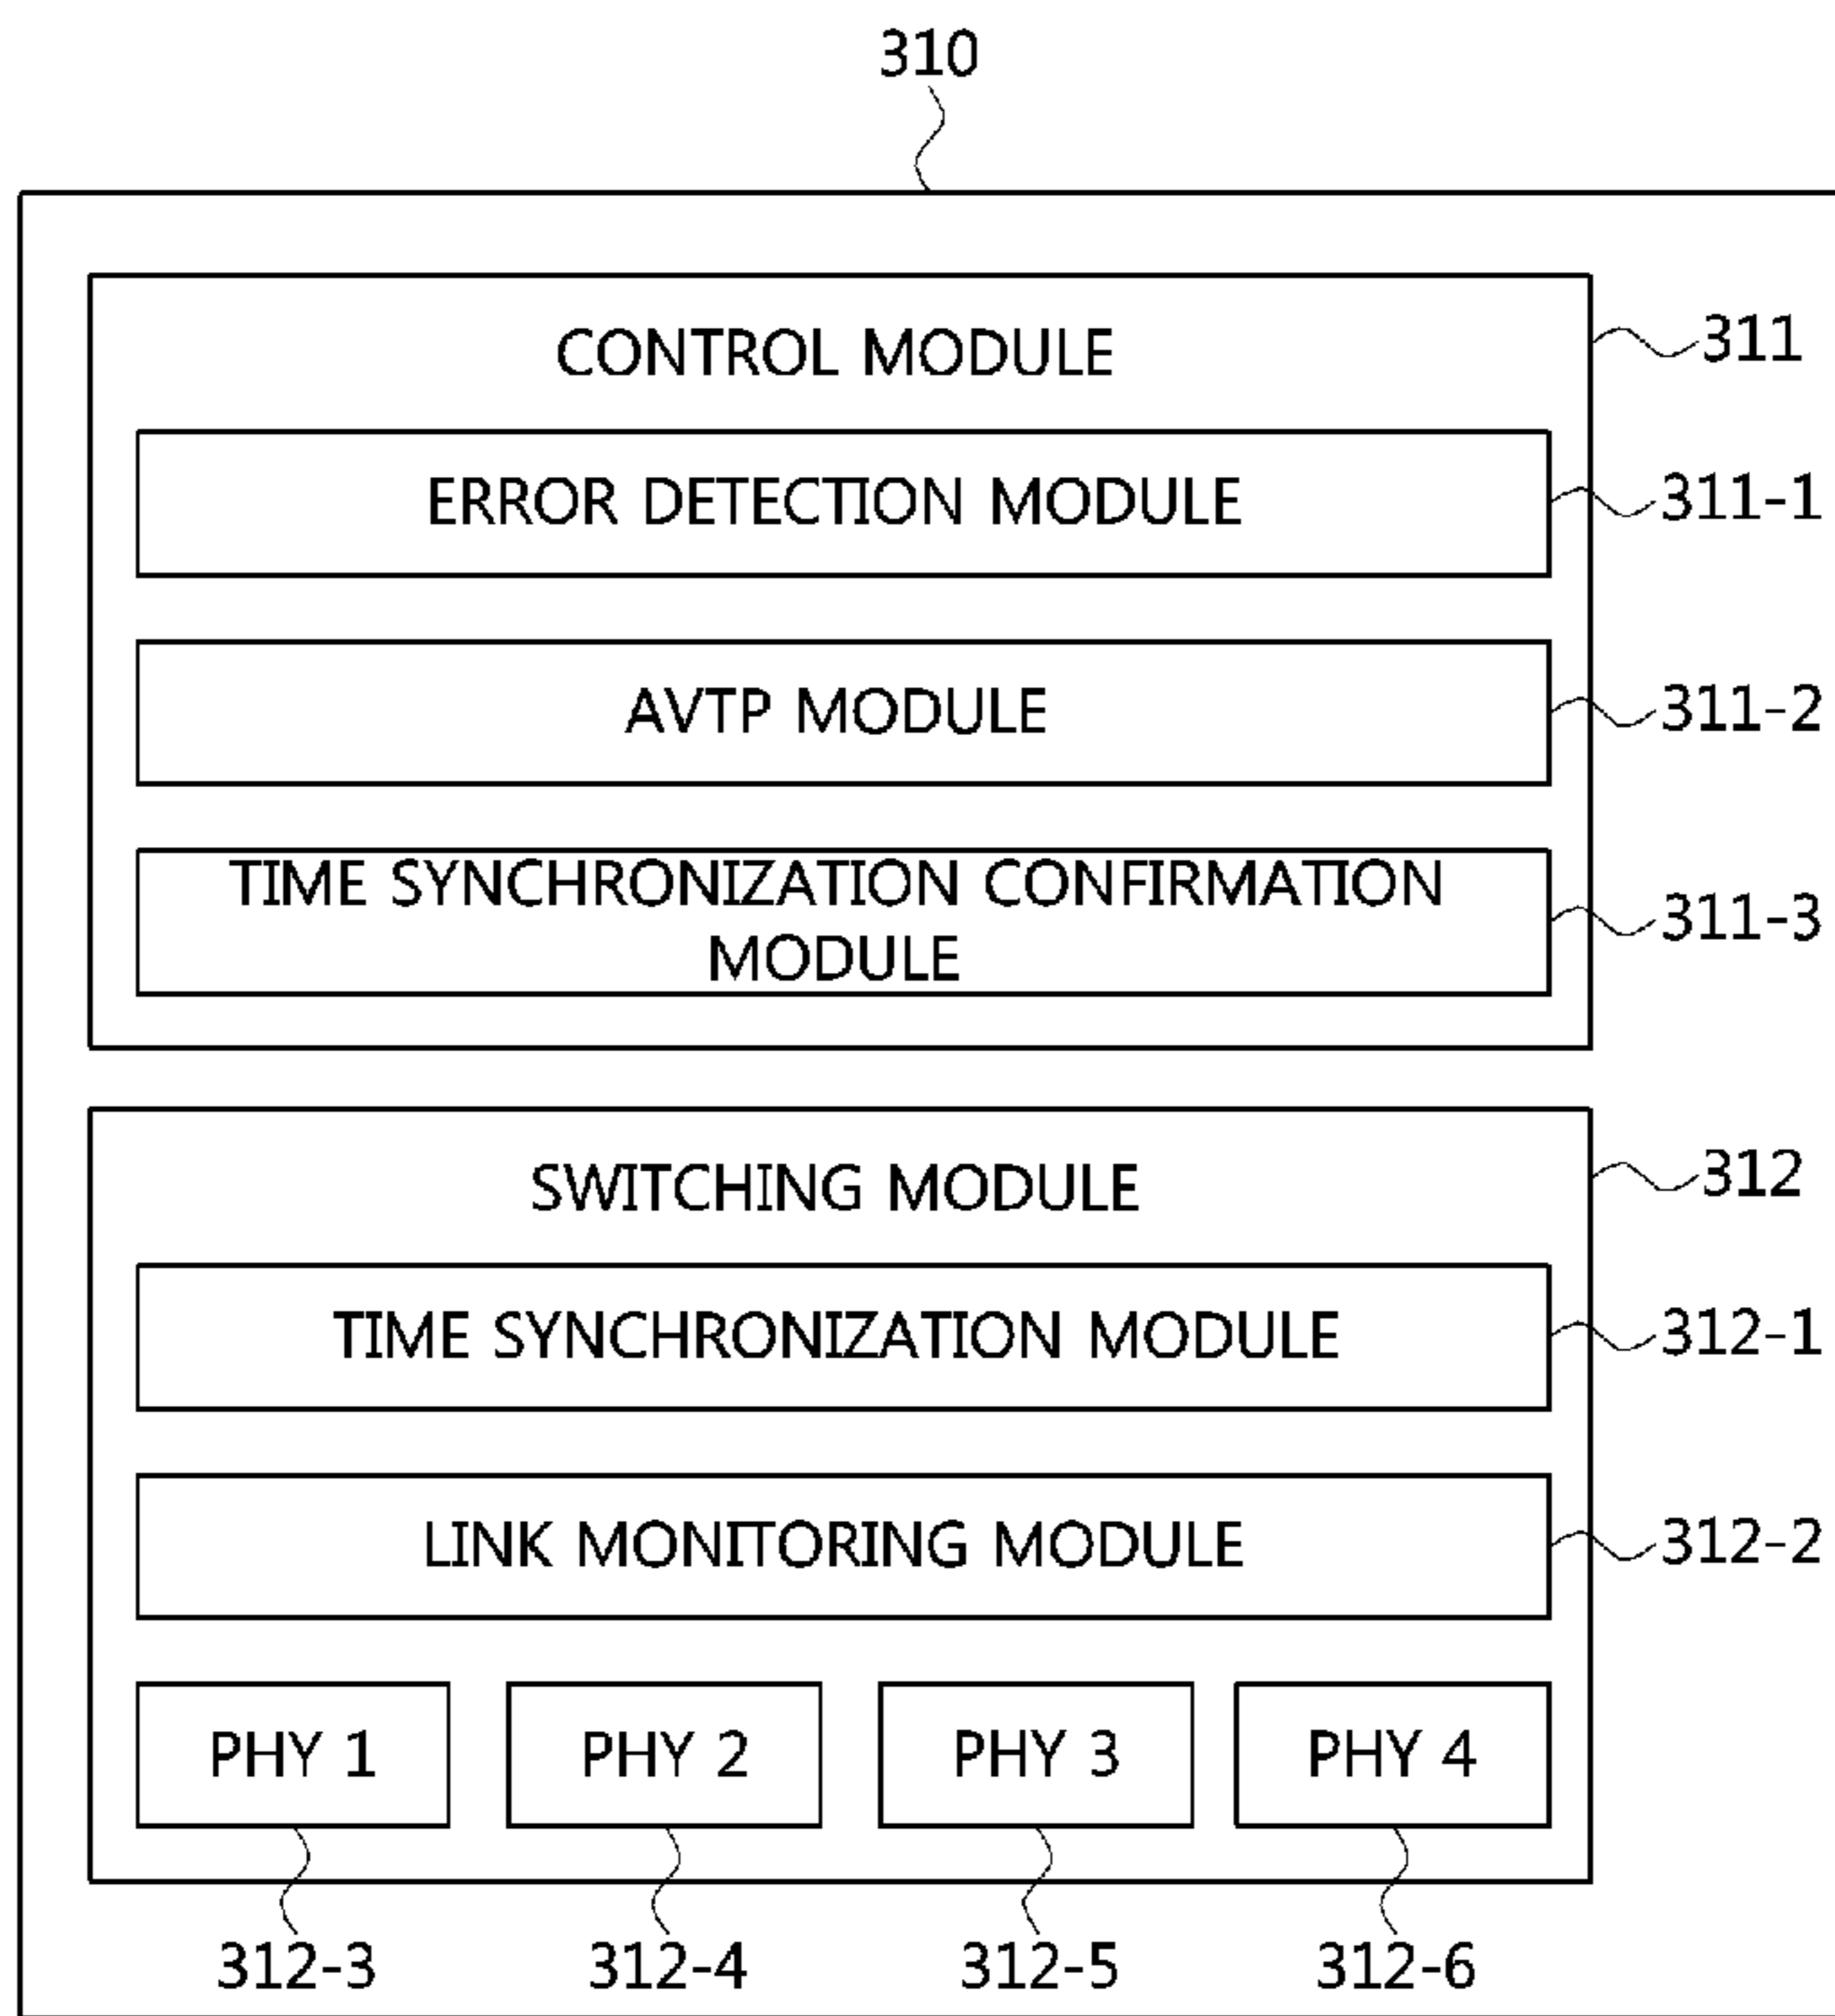 310
CONTROL MODULE
311
ERROR DETECTION MODULE
311-1
AVTP MODULE
311-2
TIME SYNCHRONIZATION CONFIRMATION
MODULE
311-3
SWITCHING MODULE
312
TIME SYNCHRONIZATION MODULE
312-1
LINK MONITORING MODULE
312-2
PHY 1
PHY 2
PHY 3
PHY 4
312-3
312-4
312-5
312-6